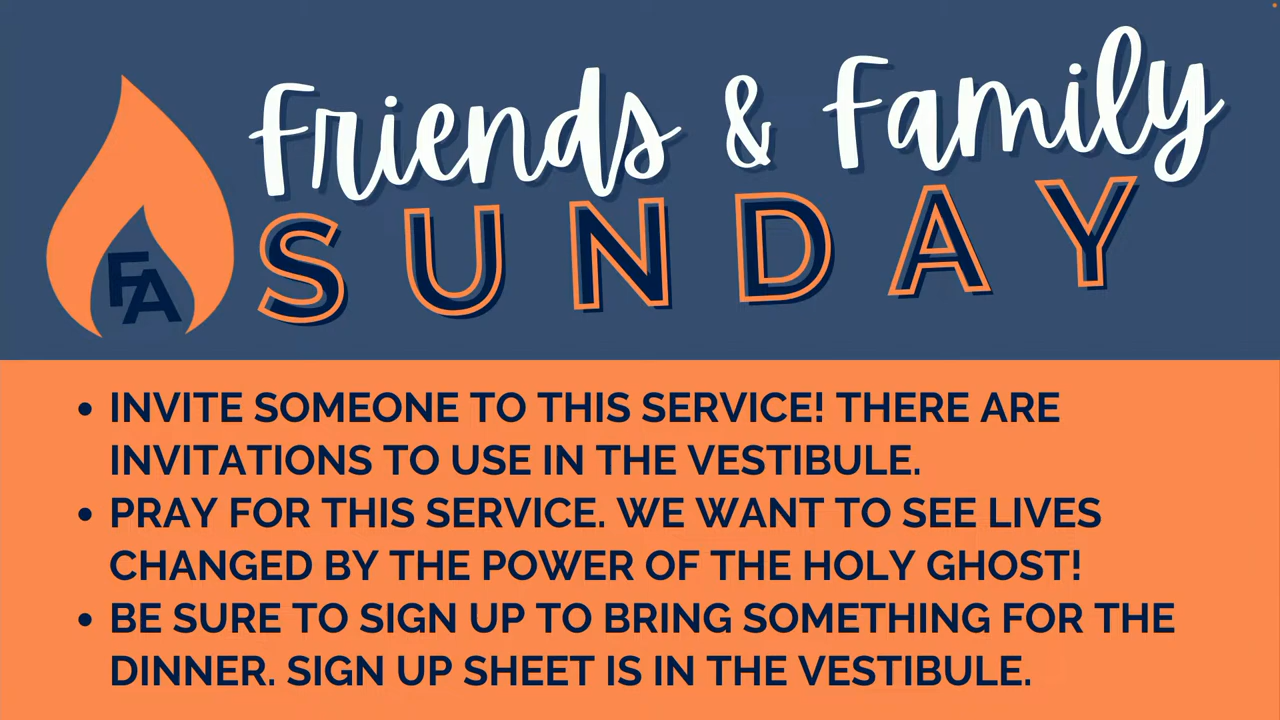 Friends & Family
SUNDAY
FA
• INVITE SOMEONE TO THIS SERVICE! THERE ARE
INVITATIONS TO USE IN THE VESTIBULE.
• PRAY FOR THIS SERVICE. WE WANT TO SEE LIVES
CHANGED BY THE POWER OF THE HOLY GHOST!
• BE SURE TO SIGN UP TO BRING SOMETHING FOR THE
DINNER. SIGN UP SHEET IS IN THE VESTIBULE.